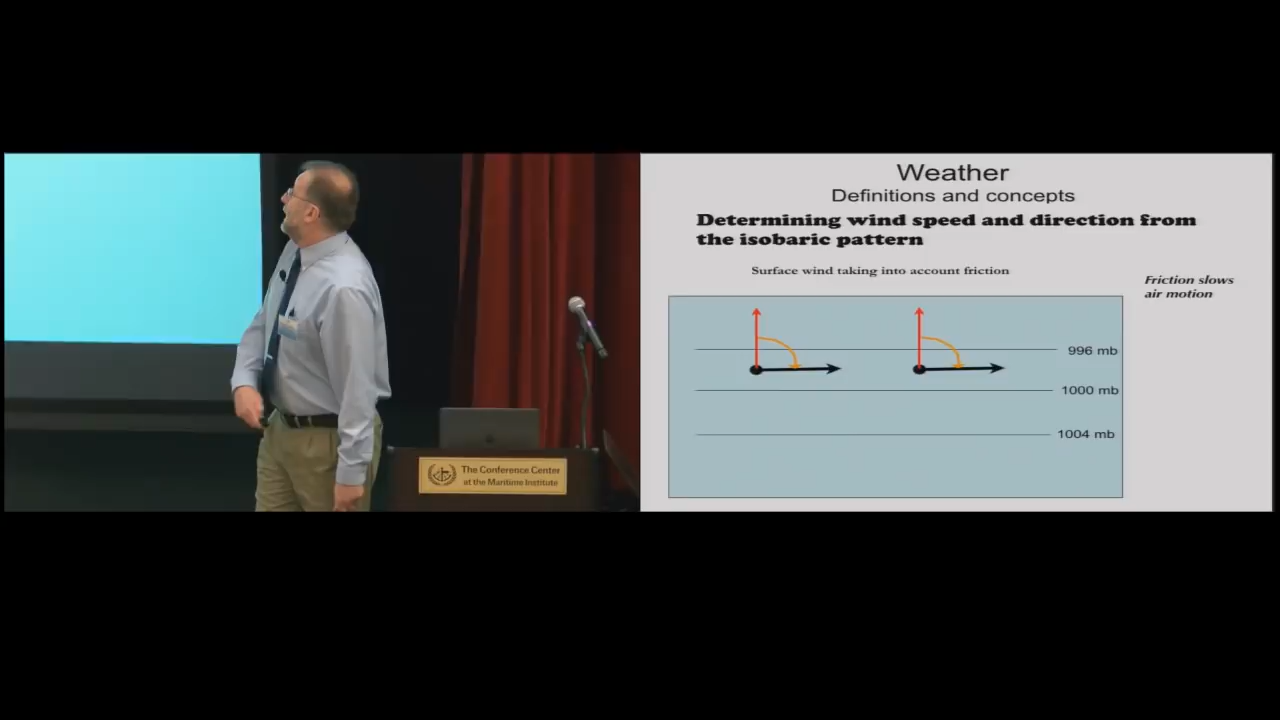 Weather
Definitions and concepts
Determining wind speed and direction from
the isobaric pattern
Surface wind taking into account friction
Friction slows
air motion
996 mb
1000 mb
1004 mb
The Conference Center
at the Maritime Institute